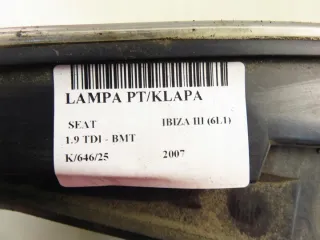 LAMPA PT/KLAPA
SEAT IBIZA III (6L1)
1.9 TDI - BMT
K/646/25 2007